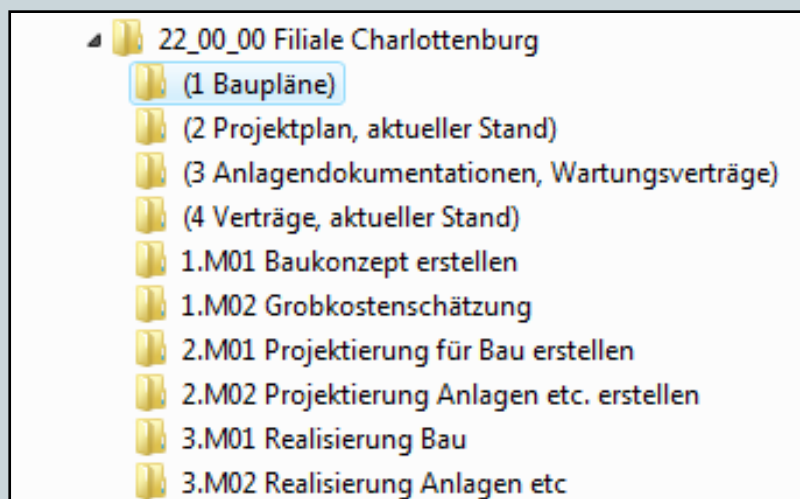 22_00_00 Filiale Charlottenburg
(1 Baupläne)
(2 Projektplan, aktueller Stand)
(3 Anlagendokumentationen, Wartungsverträge)
(4 Verträge, aktueller Stand)
1.M01 Baukonzept erstellen
1.M02 Grobkostenschätzung
2.M01 Projektierung für Bau erstellen
2.M02 Projektierung Anlagen etc. erstellen
3.M01 Realisierung Bau
3.M02 Realisierung Anlagen etc